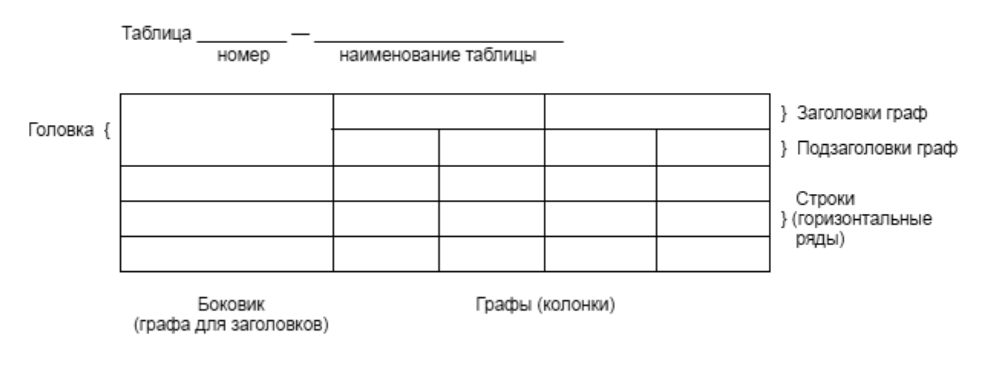 Таблица _________ — _________________________
номер наименование таблицы
Головка { } Заголовки граф
} Подзаголовки граф
Строки
} (горизонтальные
ряды)
Боковик Графы (колонки)
(графа для заголовков)